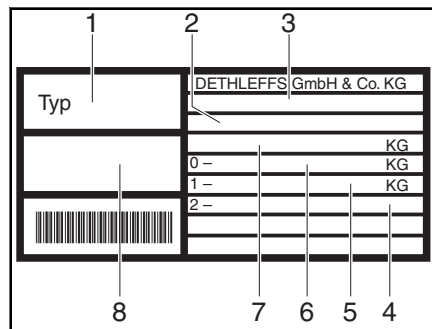 1 2 3
DETHLEFFS GmbH & Co. KG
Typ
KG
0 – KG
1 – KG
2 –
8 7 6 5 4